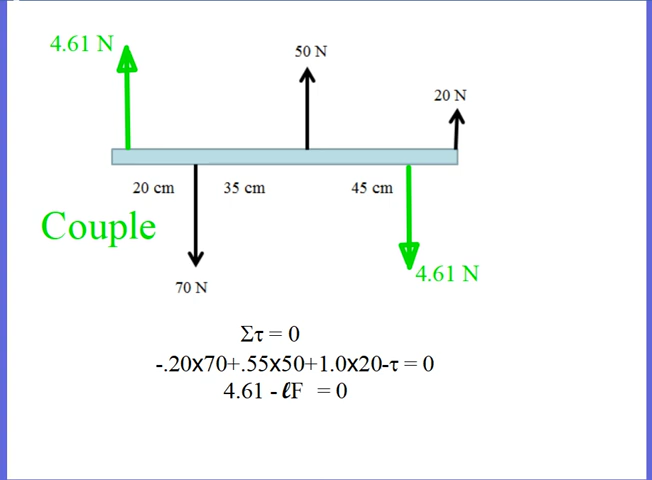 4.61 N
50 N
20 N
20 cm
35 cm
45 cm
Couple
4.61 N
70 N
Στ = 0
-.20x70+.55x50+1.0x20-τ = 0
4.61 - ℓF = 0